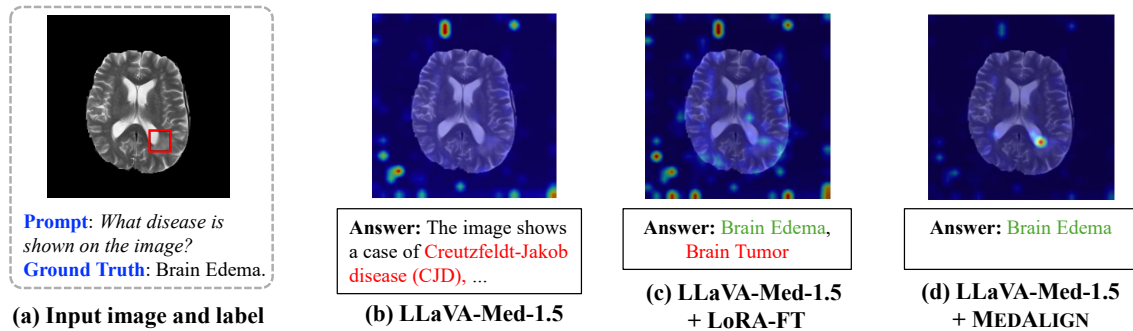 Prompt: What disease is
shown on the image?
Ground Truth: Brain Edema.
(a) Input image and label
Answer: The image shows
a case of Creutzfeldt-Jakob
disease (CJD), ...
(b) LLaVA-Med-1.5
Answer: Brain Edema,
Brain Tumor
(c) LLaVA-Med-1.5
+ LoRA-FT
Answer: Brain Edema
(d) LLaVA-Med-1.5
+ MEDALIGN